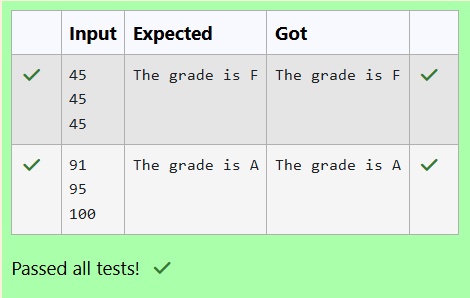 Input Expected Got
45 The grade is F The grade is F
45
45
91 The grade is A The grade is A
95
100
Passed all tests!